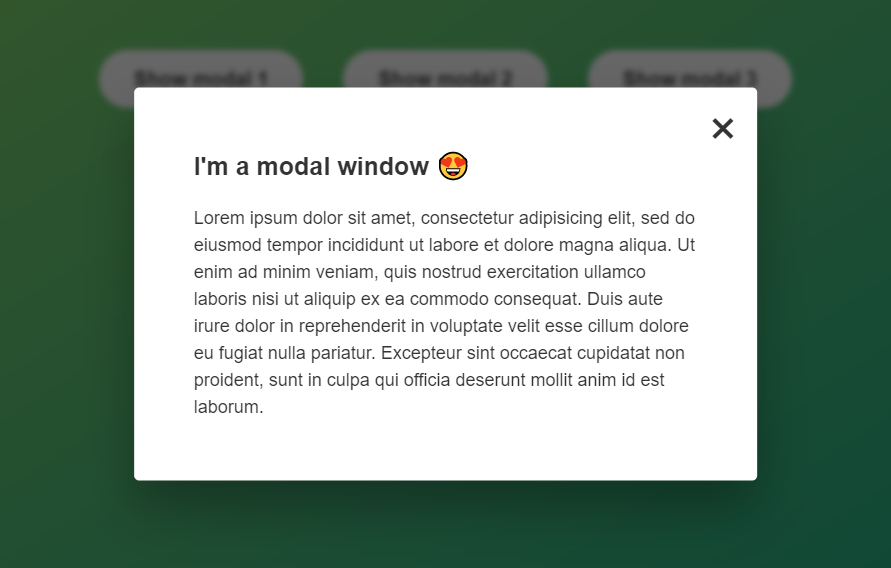 Show modal 1 Show modal 2 Show modal 3
×
I'm a modal window 😍
Lorem ipsum dolor sit amet, consectetur adipisicing elit, sed do
eiusmod tempor incididunt ut labore et dolore magna aliqua. Ut
enim ad minim veniam, quis nostrud exercitation ullamco
laboris nisi ut aliquip ex ea commodo consequat. Duis aute
irure dolor in reprehenderit in voluptate velit esse cillum dolore
eu fugiat nulla pariatur. Excepteur sint occaecat cupidatat non
proident, sunt in culpa qui officia deserunt mollit anim id est
laborum.